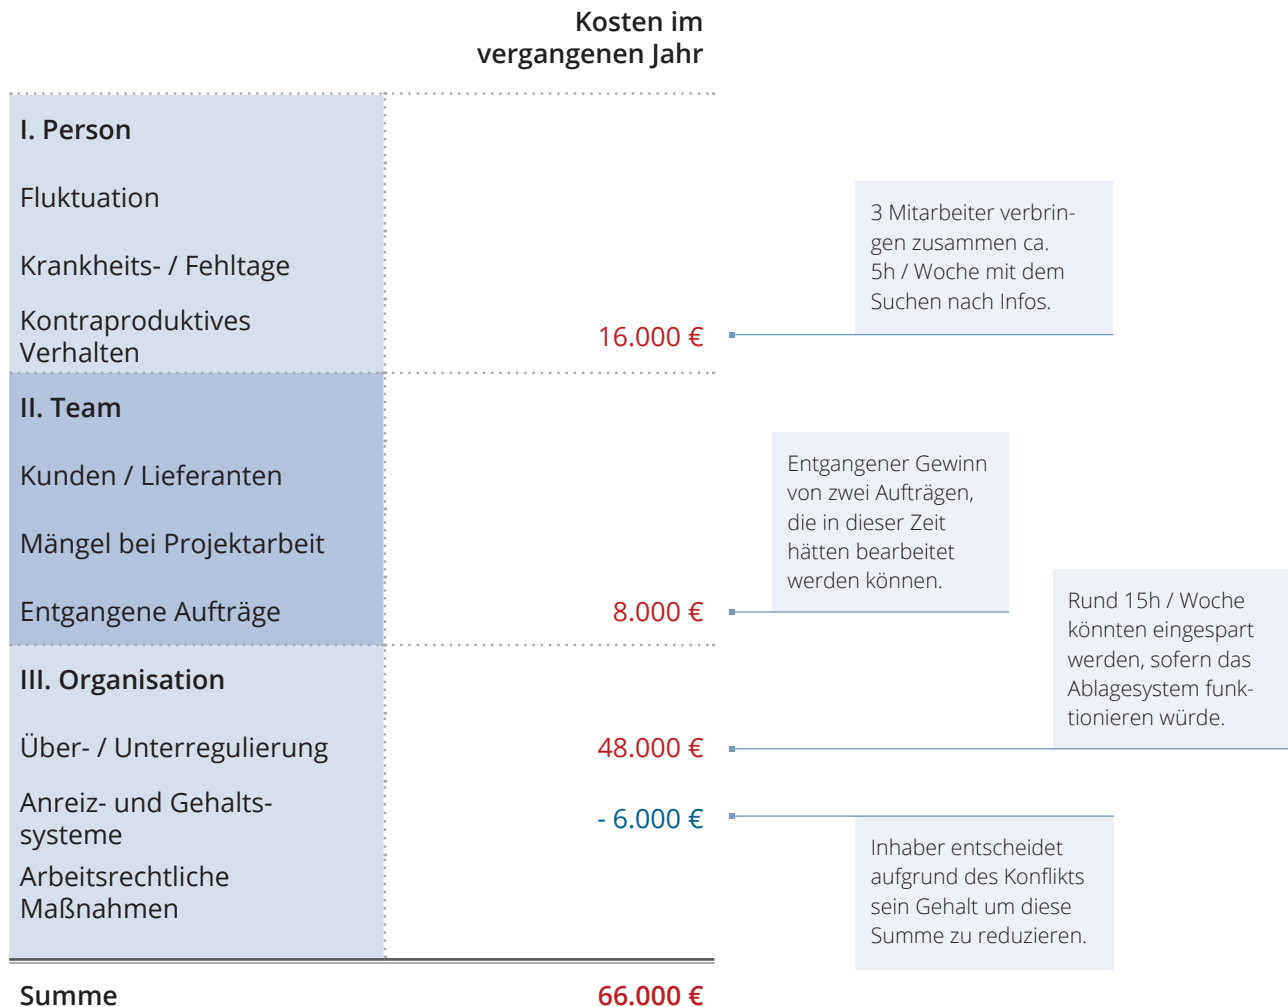 Kosten im
vergangenen Jahr
I. Person
Fluktuation
Krankheits- / Fehltage
Kontraproduktives
Verhalten
16.000 €
3 Mitarbeiter verbrin-
gen zusammen ca.
5h / Woche mit dem
Suchen nach Infos.
II. Team
Kunden / Lieferanten
Mängel bei Projektarbeit
Entgangene Aufträge
8.000 €
Entgangener Gewinn
von zwei Aufträgen,
die in dieser Zeit
hätten bearbeitet
werden können.
III. Organisation
Über- / Unterregulierung
48.000 €
Rund 15h / Woche
könnten eingespart
werden, sofern das
Ablagesystem funk-
tionieren würde.
Anreiz- und Gehalts-
systeme
- 6.000 €
Inhaber entscheidet
aufgrund des Konflikts
sein Gehalt um diese
Summe zu reduzieren.
Arbeitsrechtliche
Maßnahmen
Summe
66.000 €